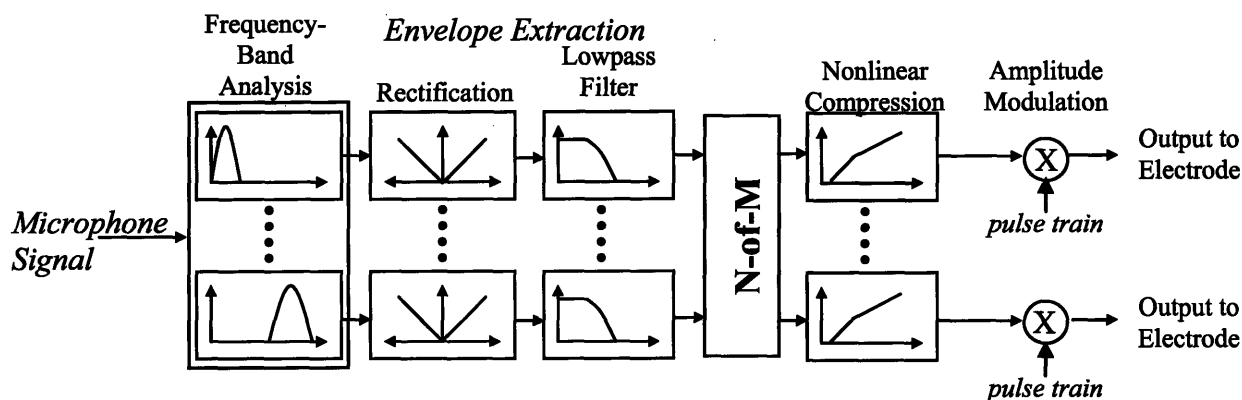 Frequency-
Band
Analysis
Envelope Extraction
Rectification
Lowpass
Filter
Nonlinear
Compression
Amplitude
Modulation
Microphone
Signal
N-of-M
X
Output to
Electrode
pulse train
X
Output to
Electrode
pulse train